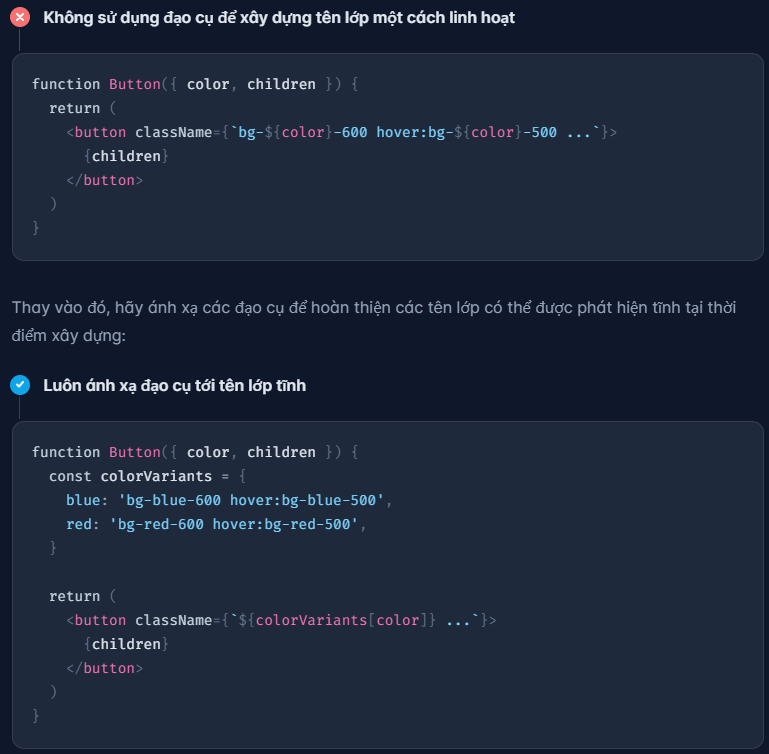 Không sử dụng đạo cụ để xây dựng tên lớp một cách linh hoạt
function Button({ color, children }) {
  return (
    <button className={`bg-${color}-600 hover:bg-${color}-500 ...`}>
      {children}
    </button>
  )
}
Thay vào đó, hãy ánh xạ các đạo cụ để hoàn thiện các tên lớp có thể được phát hiện tĩnh tại thời
điểm xây dựng:
Luôn ánh xạ đạo cụ tới tên lớp tĩnh
function Button({ color, children }) {
  const colorVariants = {
    blue: 'bg-blue-600 hover:bg-blue-500',
    red: 'bg-red-600 hover:bg-red-500',
  }
  return (
    <button className={`${colorVariants[color]} ...`}>
      {children}
    </button>
  )
}